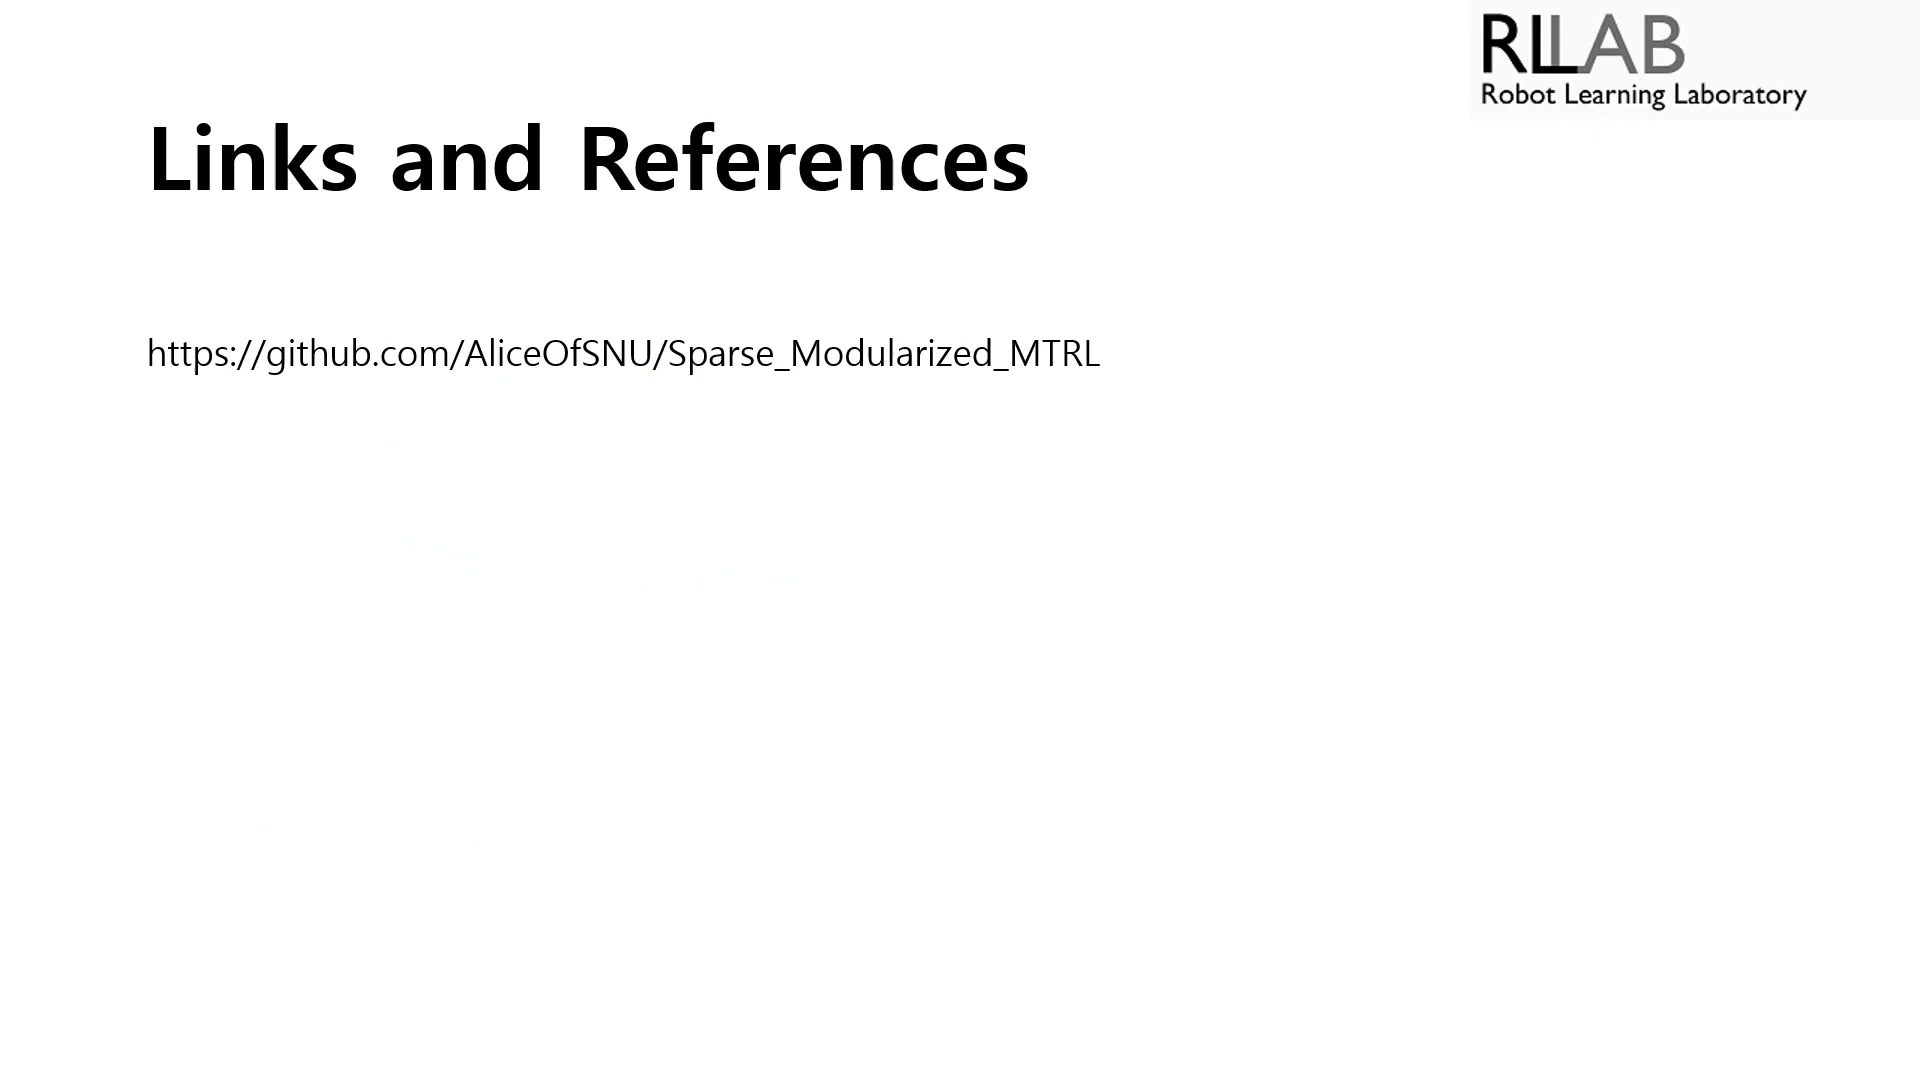 RLLAB
Robot Learning Laboratory
Links and References
https://github.com/AliceOfSNU/Sparse_Modularized_MTRL